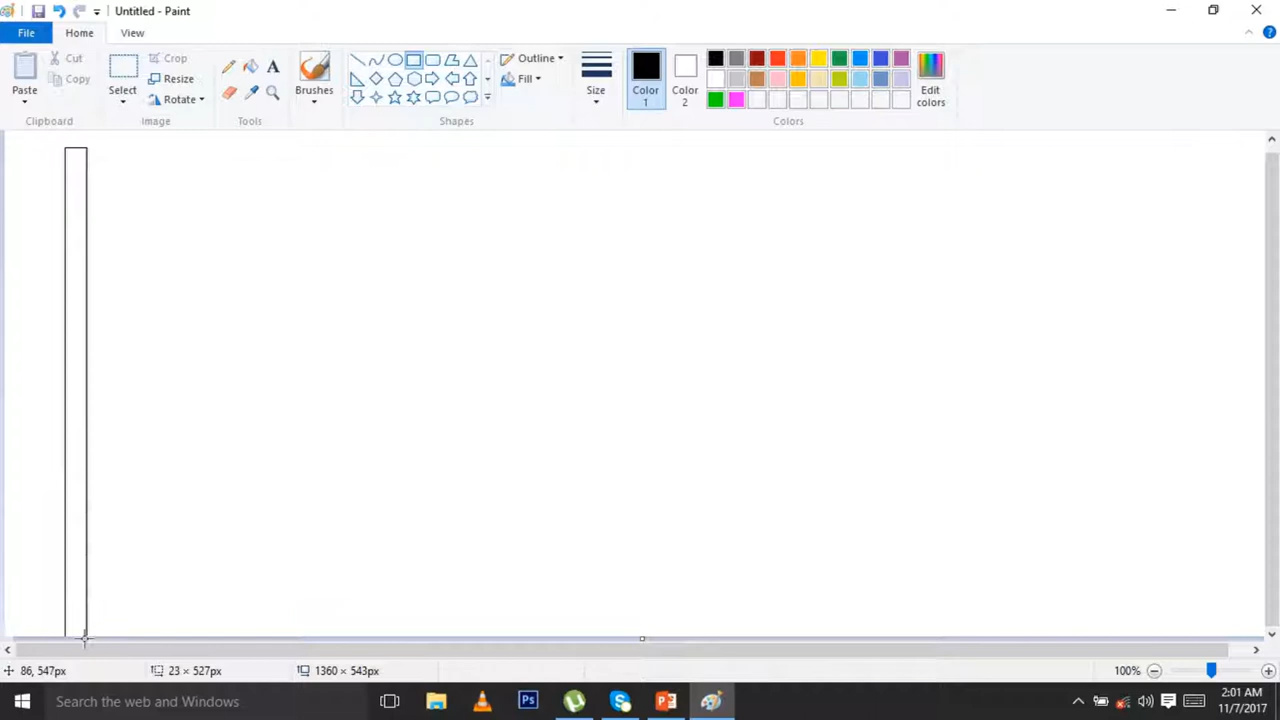 Untitled - Paint
File Home View
Paste
Cut
Copy
Clipboard
Select
Crop
Resize
Rotate
Image
A
Tools
Brushes
Outline
Fill
Shapes
Size
Color 1
Color 2
Edit colors
Colors
86, 547px
23 × 527px
1360 × 543px
100%
Search the web and Windows
Ps
2:01 AM
11/7/2017